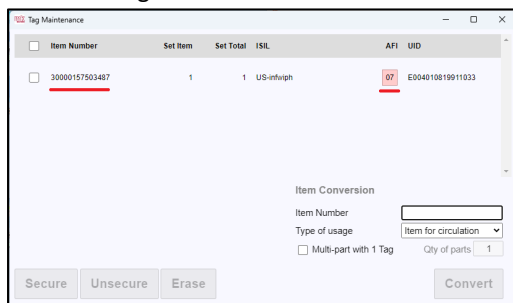 Tag Maintenance
Item Number Set Item Set Total ISIL AFI UID
30000157503487 1 1 US-infwiph 07 E004010819911033
Item Conversion
Item Number
Type of usage Item for circulation
Multi-part with 1 Tag Qty of parts 1
Secure Unsecure Erase Convert